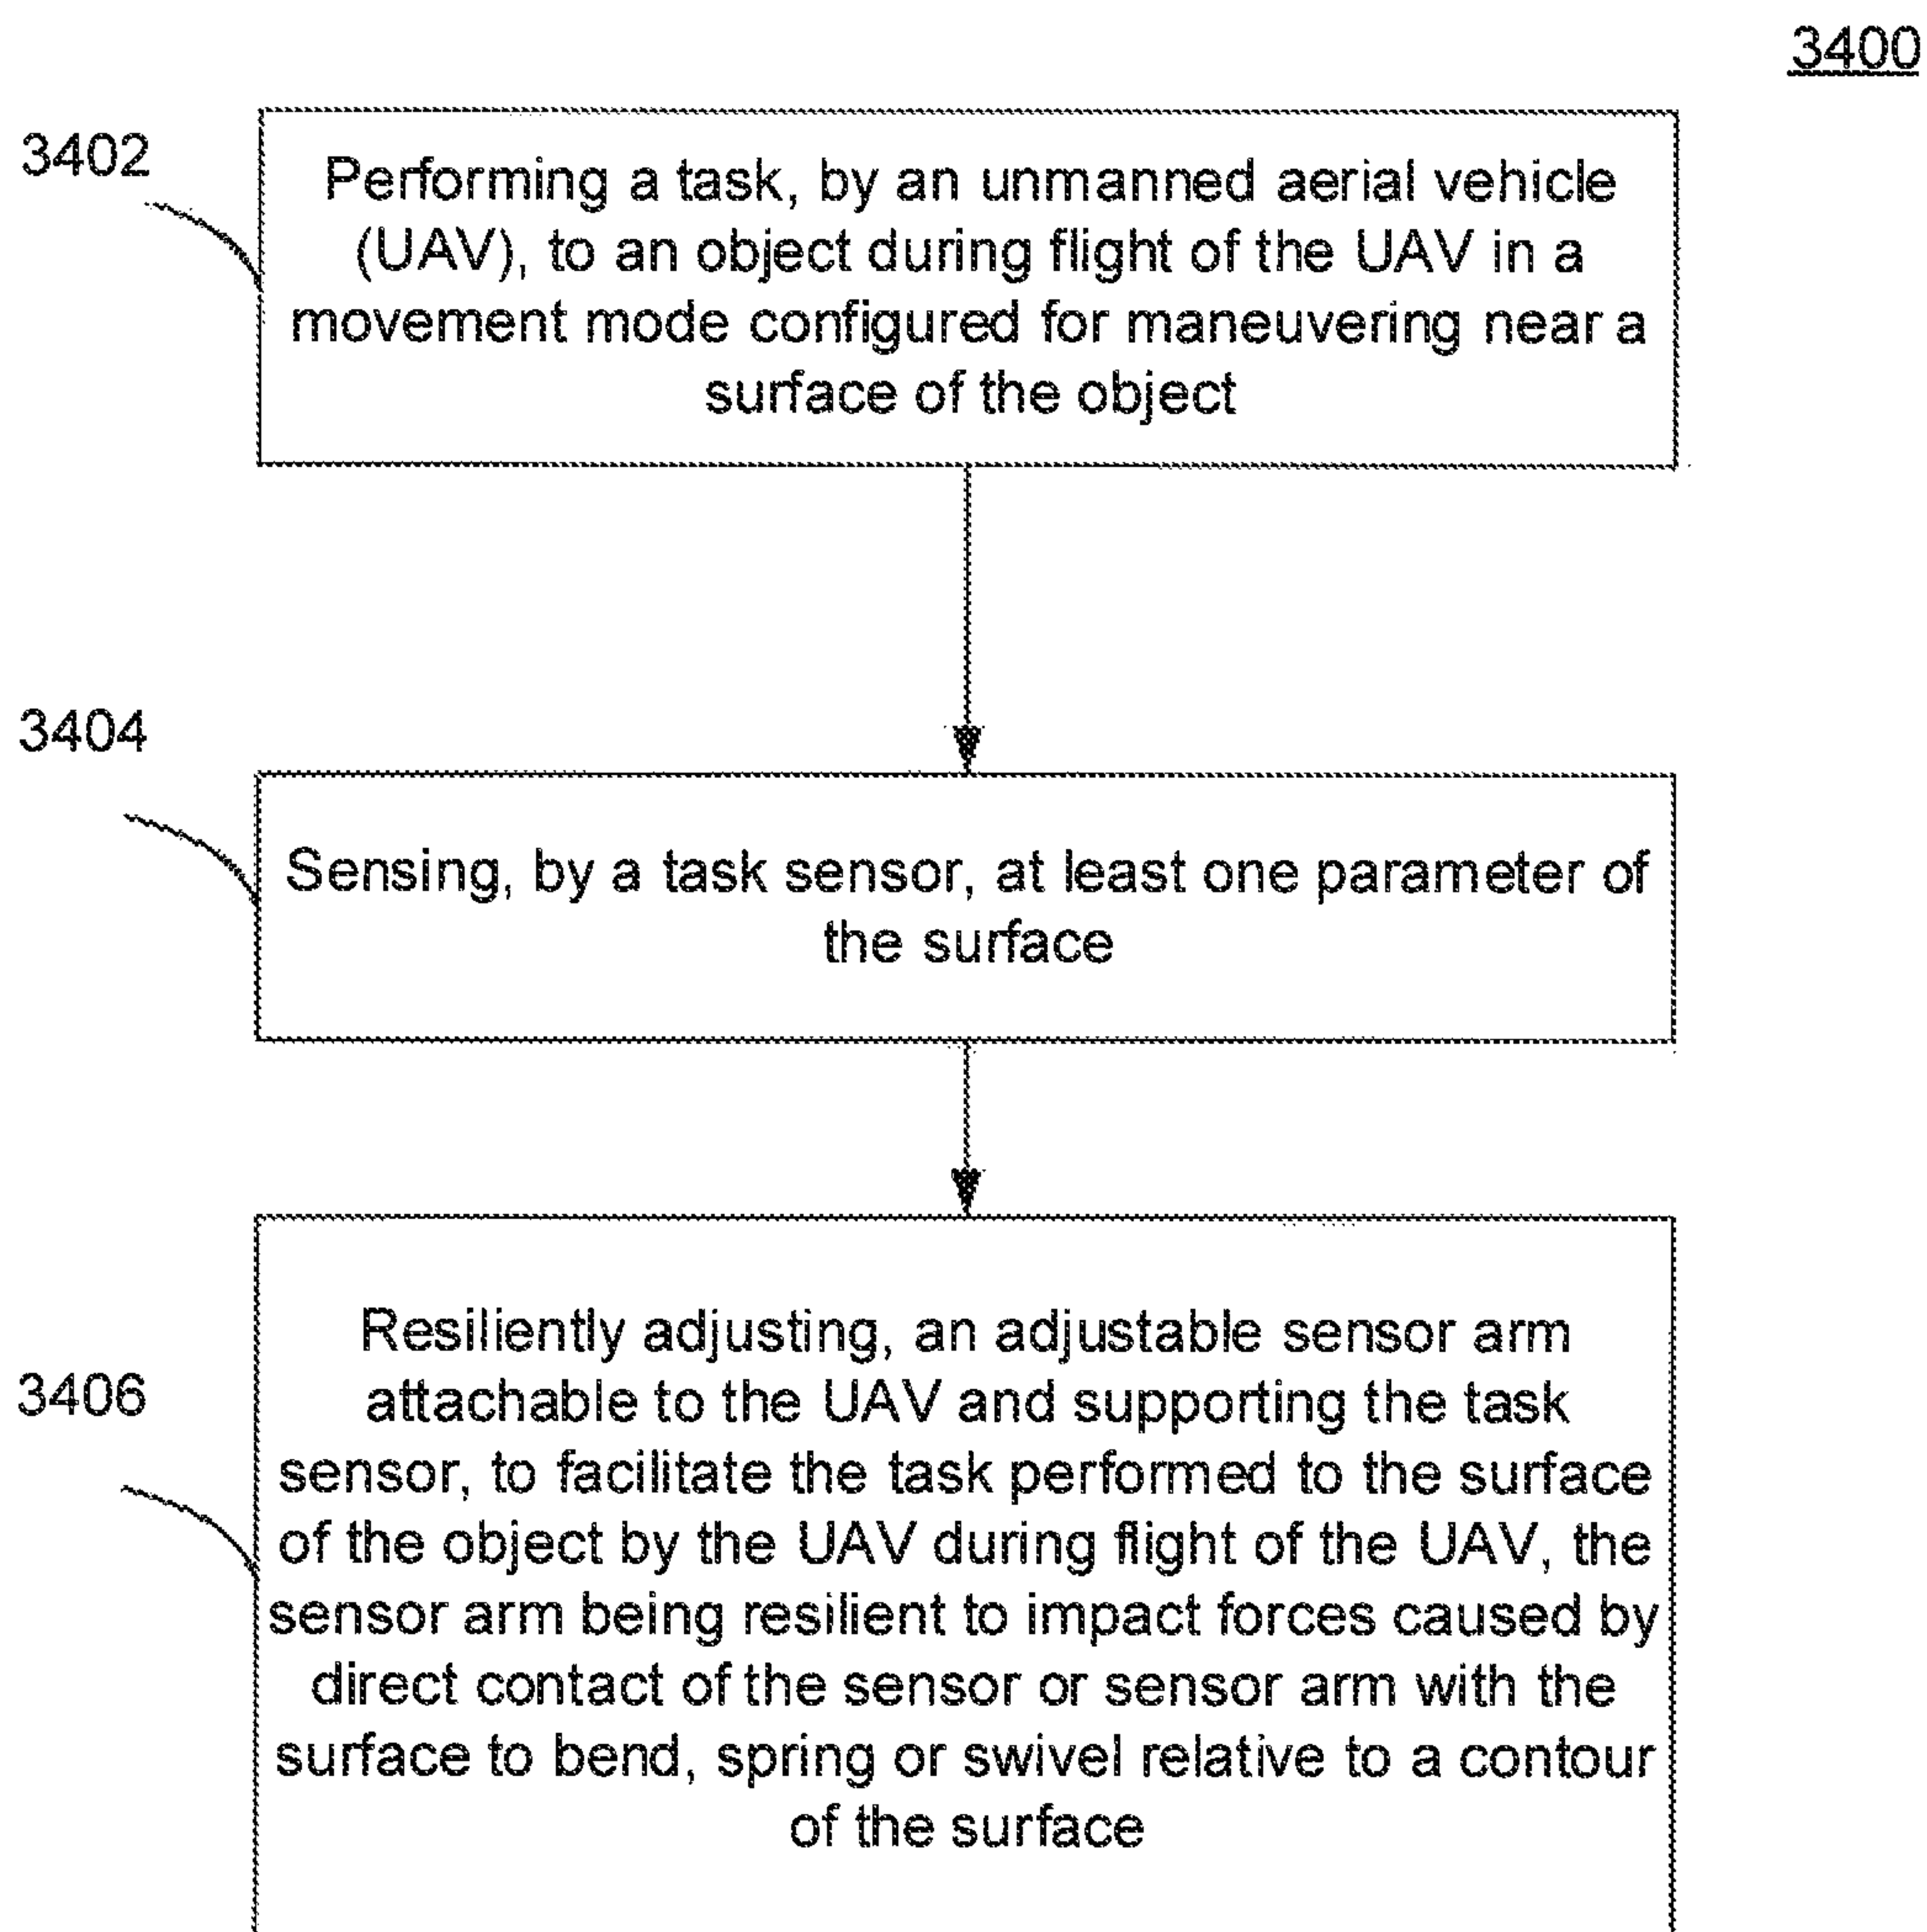 3400
3402
Performing a task, by an unmanned aerial vehicle
(UAV), to an object during flight of the UAV in a
movement mode configured for maneuvering near a
surface of the object
3404
Sensing, by a task sensor, at least one parameter of
the surface
3406
Resiliently adjusting, an adjustable sensor arm
attachable to the UAV and supporting the task
sensor, to facilitate the task performed to the surface
of the object by the UAV during flight of the UAV, the
sensor arm being resilient to impact forces caused by
direct contact of the sensor or sensor arm with the
surface to bend, spring or swivel relative to a contour
of the surface